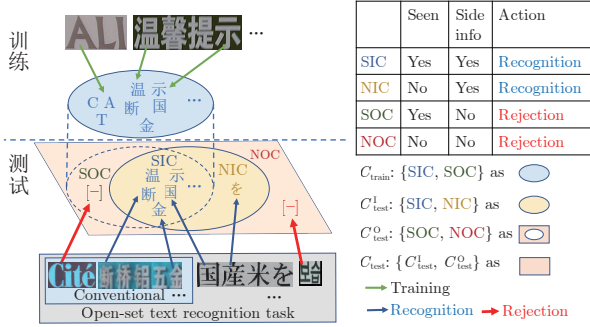 训练
ALI 温馨提示 ...
温 示
C A 断 国 ...
T 金
测试
SOC
[-]
SIC
温 示
断 国 ...
金
NIC
を
NOC
[-]
Cité 断桥铝五金 国産米を
Conventional ... ...
Open-set text recognition task
Seen Side info Action
SIC Yes Yes Recognition
NIC No Yes Recognition
SOC Yes No Rejection
NOC No No Rejection
C_train: {SIC, SOC} as
C^I_test: {SIC, NIC} as
C^O_test: {SOC, NOC} as
C_test: {C^I_test, C^O_test} as
Training
Recognition Rejection